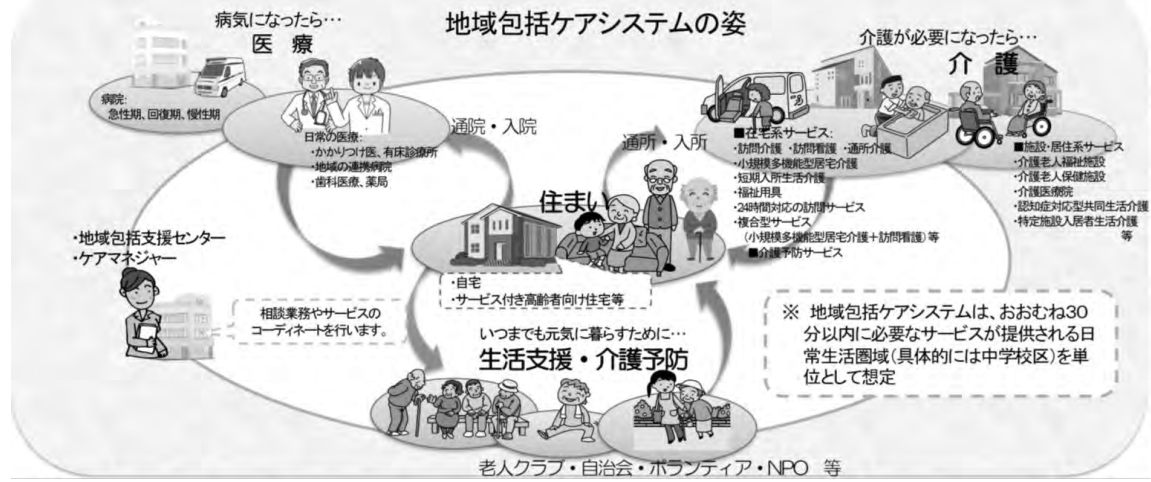 地域包括ケアシステムの姿
病気になったら…
医 療
病院:
急性期、回復期、慢性期
日常の医療:
・かかりつけ医、有床診療所
・地域の連携病院
・歯科医療、薬局
通院・入院
介護が必要になったら…
介 護
通所・入所
■在宅系サービス:
・訪問介護 ・訪問看護 ・通所介護
・小規模多機能型居宅介護
・短期入所生活介護
・福祉用具
・24時間対応の訪問サービス
・複合型サービス
(小規模多機能型居宅介護+訪問看護)等
■介護予防サービス
■施設・居住系サービス
・介護老人福祉施設
・介護老人保健施設
・介護医療院
・認知症対応型共同生活介護
・特定施設入居者生活介護
等
住まい
・自宅
・サービス付き高齢者向け住宅等
・地域包括支援センター
・ケアマネジャー
相談業務やサービスの
コーディネートを行います。
いつまでも元気に暮らすために…
生活支援・介護予防
老人クラブ・自治会・ボランティア・NPO 等
※ 地域包括ケアシステムは、おおむね30
分以内に必要なサービスが提供される日
常生活圏域(具体的には中学校区)を単
位として想定